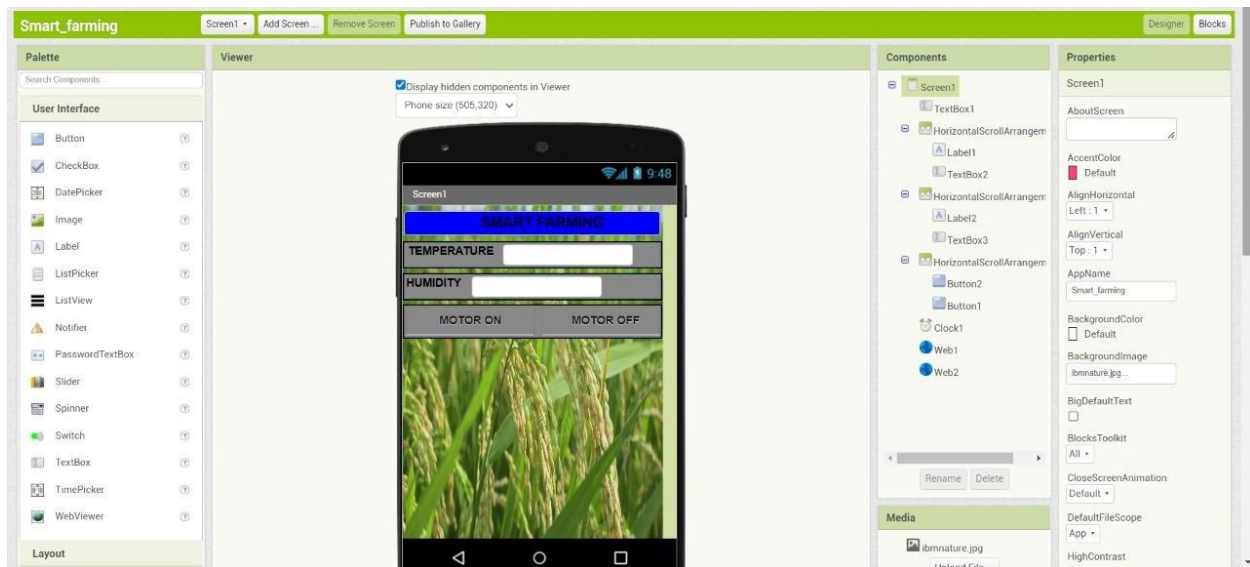 Smart_farming
Screen1
Add Screen ...
Remove Screen
Publish to Gallery
Designer
Blocks
Palette
Search Components...
User Interface
Button
CheckBox
DatePicker
Image
Label
ListPicker
ListView
Notifier
PasswordTextBox
Slider
Spinner
Switch
TextBox
TimePicker
WebViewer
Layout
Viewer
Display hidden components in Viewer
Phone size (505,320)
9:48
Screen1
SMART FARMING
TEMPERATURE
HUMIDITY
MOTOR ON MOTOR OFF
Components
Screen1
TextBox1
HorizontalScrollArrangem
Label1
TextBox2
HorizontalScrollArrangem
Label2
TextBox3
HorizontalScrollArrangem
Button2
Button1
Clock1
Web1
Web2
Rename Delete
Media
ibmnature.jpg
Upload File ...
Properties
Screen1
AboutScreen
AccentColor
Default
AlignHorizontal
Left : 1
AlignVertical
Top : 1
AppName
Smart_farming
BackgroundColor
Default
BackgroundImage
ibmnature.jpg...
BigDefaultText
BlocksToolkit
All
CloseScreenAnimation
Default
DefaultFileScope
App
HighContrast